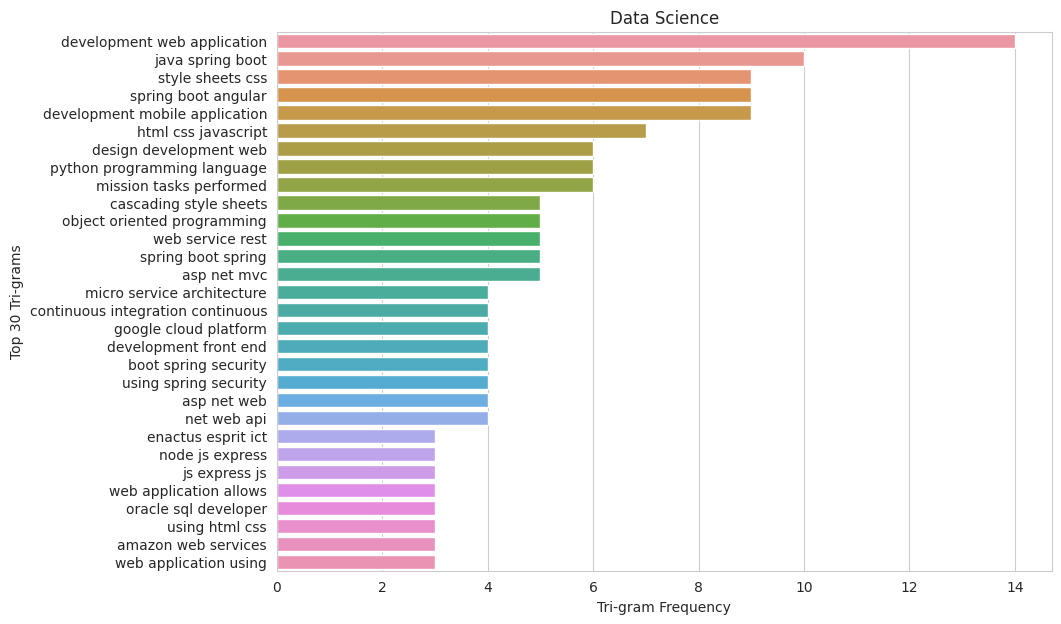 Data Science
Top 30 Tri-grams
development web application
java spring boot
style sheets css
spring boot angular
development mobile application
html css javascript
design development web
python programming language
mission tasks performed
cascading style sheets
object oriented programming
web service rest
spring boot spring
asp net mvc
micro service architecture
continuous integration continuous
google cloud platform
development front end
boot spring security
using spring security
asp net web
net web api
enactus esprit ict
node js express
js express js
web application allows
oracle sql developer
using html css
amazon web services
web application using
0 2 4 6 8 10 12 14
Tri-gram Frequency